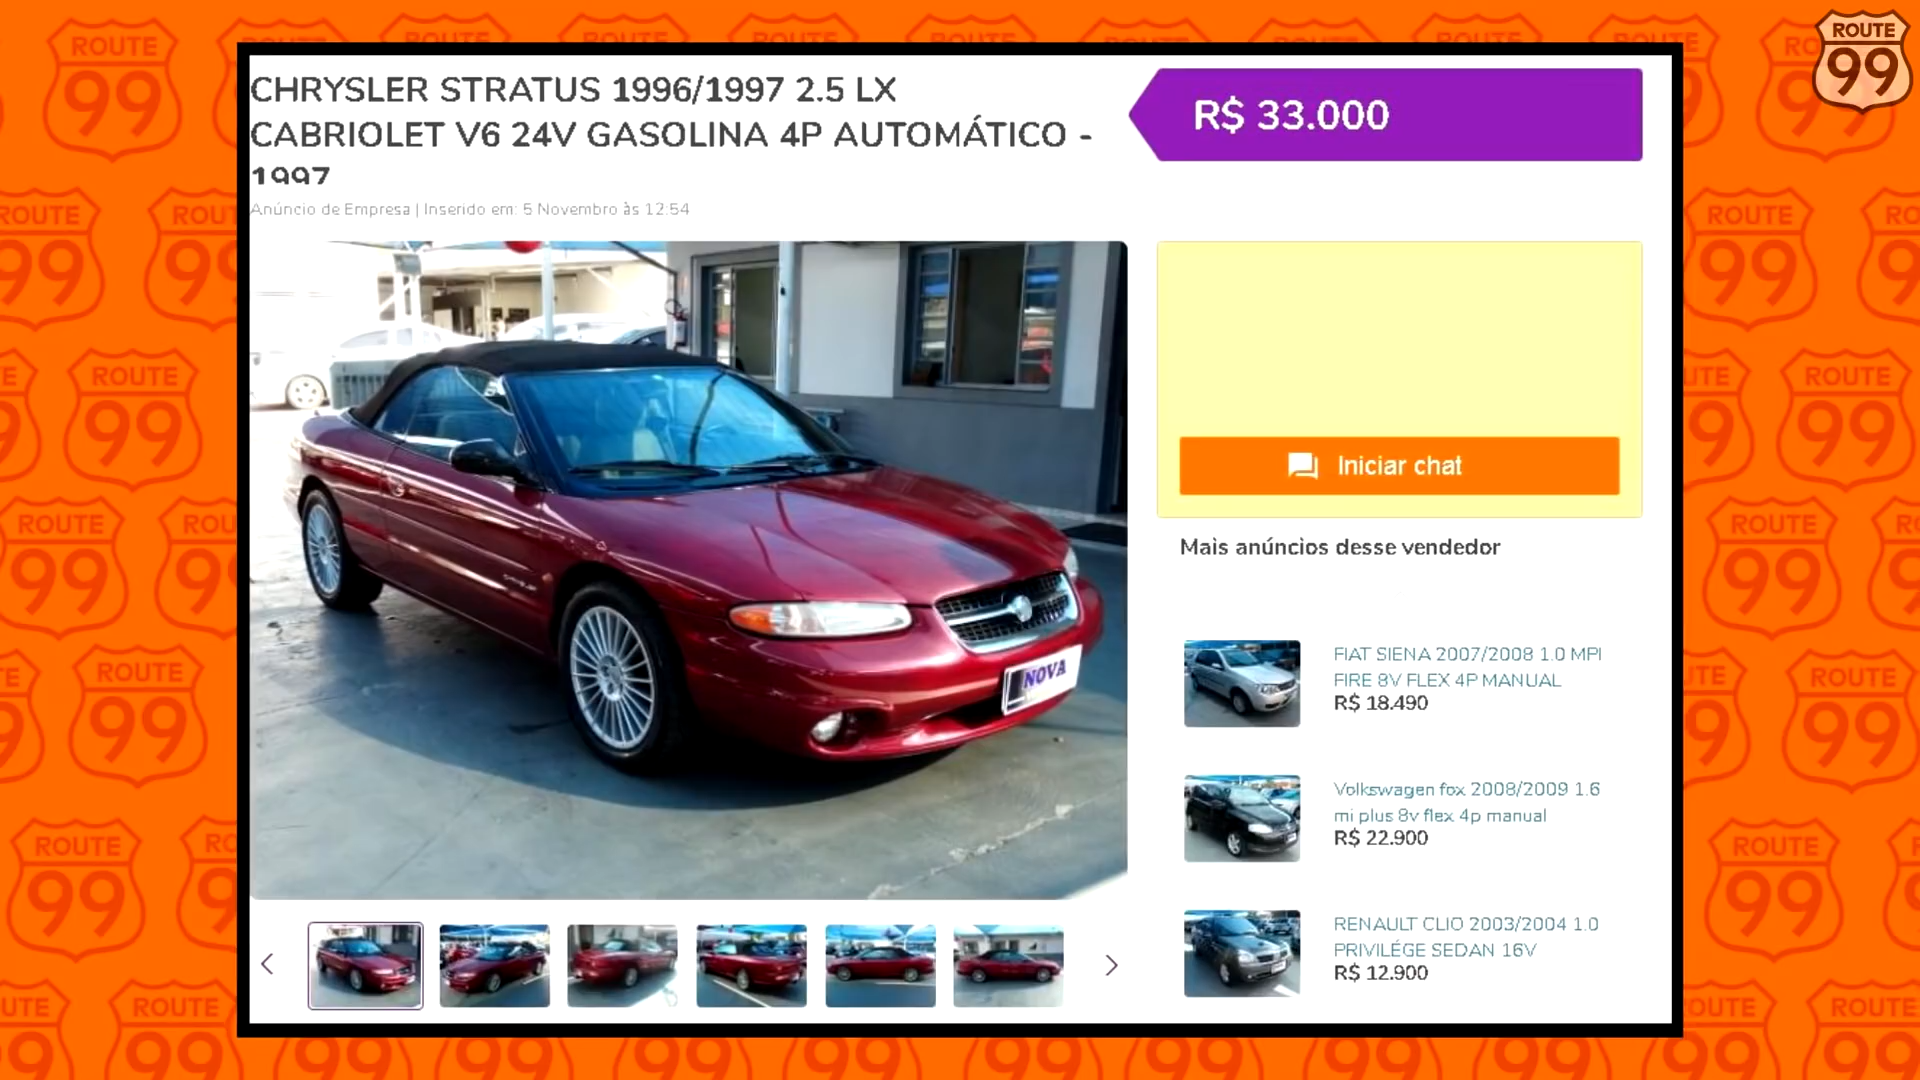 ROUTE
99
CHRYSLER STRATUS 1996/1997 2.5 LX
CABRIOLET V6 24V GASOLINA 4P AUTOMÁTICO -
1997
Anúncio de Empresa | Inserido em: 5 Novembro às 12:54
R$ 33.000
NOVA
Iniciar chat
Mais anúncios desse vendedor
FIAT SIENA 2007/2008 1.0 MPI
FIRE 8V FLEX 4P MANUAL
R$ 18.490
Volkswagen fox 2008/2009 1.6
mi plus 8v flex 4p manual
R$ 22.900
RENAULT CLIO 2003/2004 1.0
PRIVILÉGE SEDAN 16V
R$ 12.900